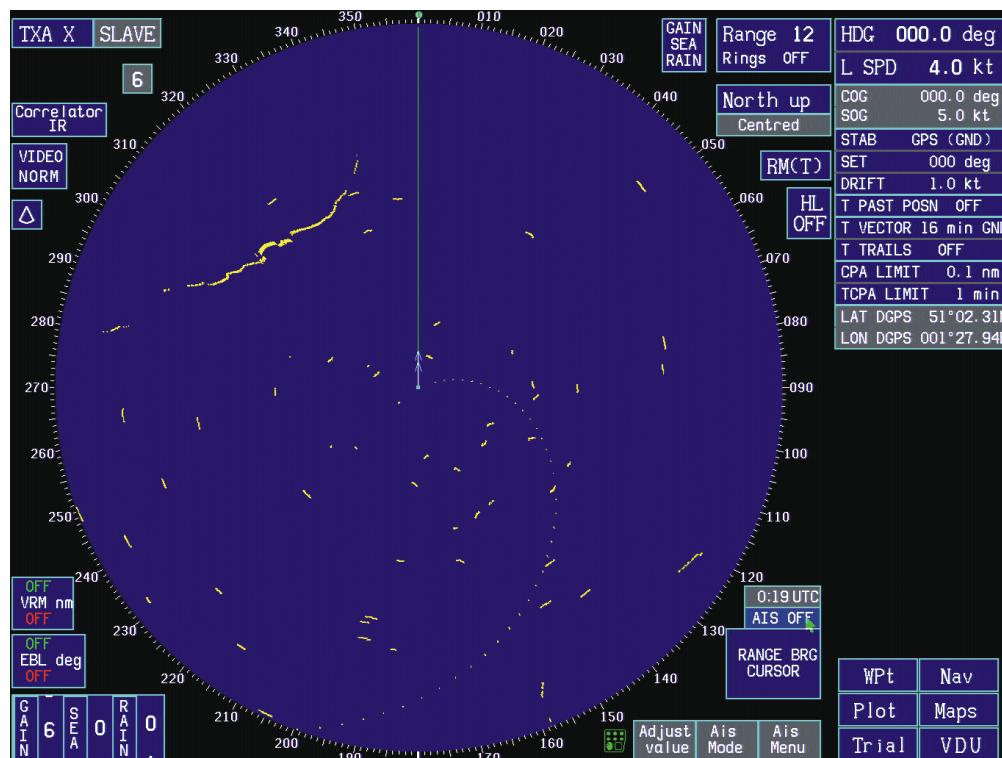 TXA X SLAVE
6
Correlator
IR
VIDEO
NORM
350
010
340
020
330
030
320
040
310
050
300
060
290
070
280
080
270
090
260
100
250
110
240
120
230
130
220
140
210
150
200
160
190
170
GAIN
SEA
RAIN
Range 12
Rings OFF
North up
Centred
RM(T)
HL
OFF
HDG 000.0 deg
L SPD 4.0 kt
COG 000.0 deg
SOG 5.0 kt
STAB GPS (GND)
SET 000 deg
DRIFT 1.0 kt
T PAST POSN OFF
T VECTOR 16 min GND
T TRAILS OFF
CPA LIMIT 0.1 nm
TCPA LIMIT 1 min
LAT DGPS 51°02.31N
LON DGPS 001°27.94
OFF
VRM nm
OFF
OFF
EBL deg
OFF
GAIN 6 SEA 0 RAIN 0
0:19 UTC
AIS OFF
RANGE BRG
CURSOR
Adjust
value
Ais
Mode
Ais
Menu
WPt Nav
Plot Maps
Trial VDU